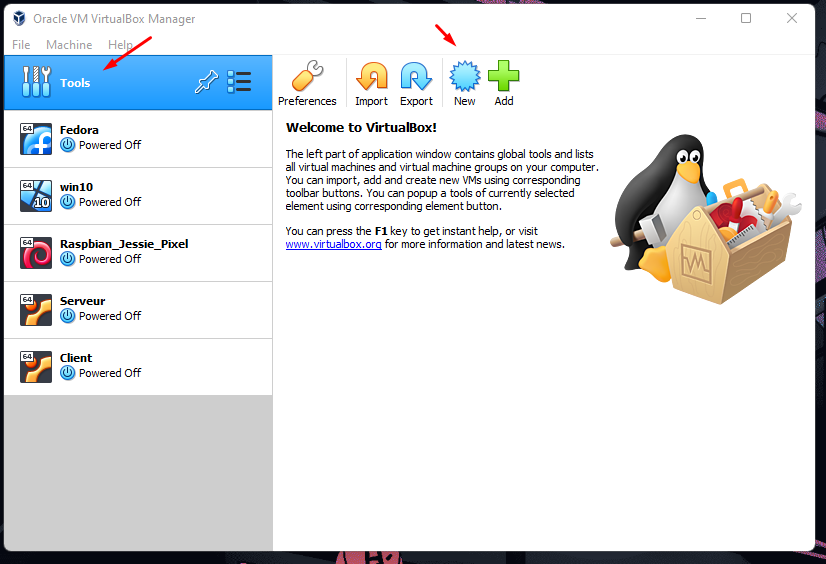 Oracle VM VirtualBox Manager
File Machine Help
Tools
Preferences Import Export New Add
64
Fedora
Powered Off
64
10
win10
Powered Off
64
Raspbian_Jessie_Pixel
Powered Off
64
Serveur
Powered Off
64
Client
Powered Off
Welcome to VirtualBox!
The left part of application window contains global tools and lists
all virtual machines and virtual machine groups on your computer.
You can import, add and create new VMs using corresponding
toolbar buttons. You can popup a tools of currently selected
element using corresponding element button.
You can press the F1 key to get instant help, or visit
www.virtualbox.org for more information and latest news.